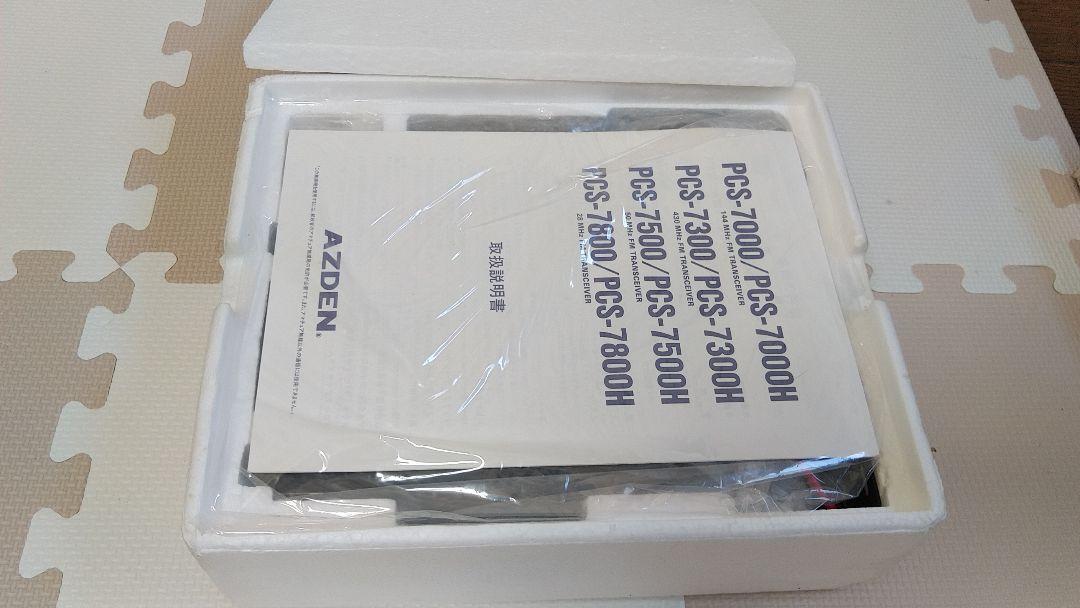 PCS-7000/PCS-7000H
144 MHz FM TRANSCEIVER
PCS-7300/PCS-7300H
430 MHz FM TRANSCEIVER
PCS-7500/PCS-7500H
50 MHz FM TRANSCEIVER
PCS-7800/PCS-7800H
28 MHz FM TRANSCEIVER
取扱説明書
AZDEN